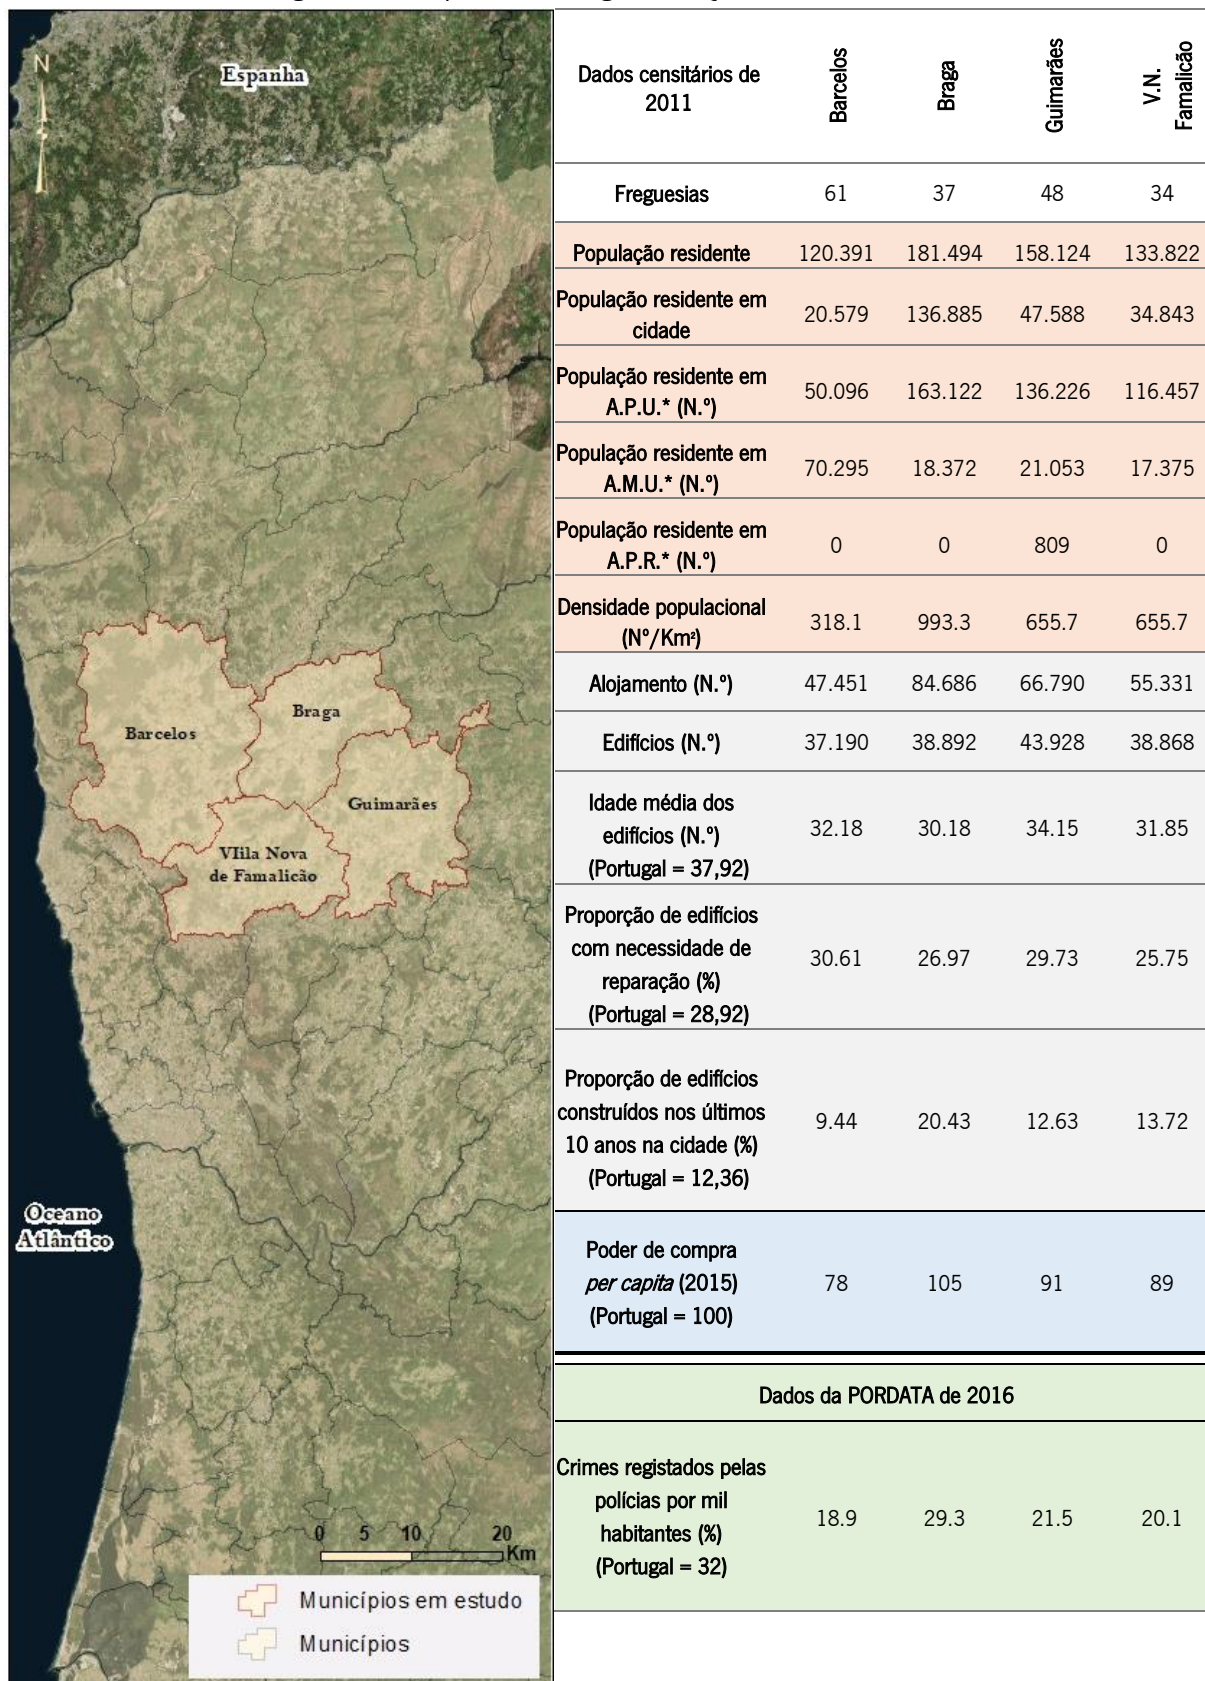 N
Espanha
Barcelos
Braga
Guimarães
VIila Nova
de Famalicão
Oceano
Atlântico
0 5 10 20
Km
Municípios em estudo
Municípios
Dados censitários de
2011
Barcelos
Braga
Guimarães
V.N.
Famalicão
Freguesias 61 37 48 34
População residente 120.391 181.494 158.124 133.822
População residente em
cidade 20.579 136.885 47.588 34.843
População residente em
A.P.U.* (N.º) 50.096 163.122 136.226 116.457
População residente em
A.M.U.* (N.º) 70.295 18.372 21.053 17.375
População residente em
A.P.R.* (N.º) 0 0 809 0
Densidade populacional
(Nº/Km²) 318.1 993.3 655.7 655.7
Alojamento (N.º) 47.451 84.686 66.790 55.331
Edifícios (N.º) 37.190 38.892 43.928 38.868
Idade média dos
edifícios (N.º) 32.18 30.18 34.15 31.85
(Portugal = 37,92)
Proporção de edifícios
com necessidade de
reparação (%) 30.61 26.97 29.73 25.75
(Portugal = 28,92)
Proporção de edifícios
construídos nos últimos
10 anos na cidade (%) 9.44 20.43 12.63 13.72
(Portugal = 12,36)
Poder de compra
per capita (2015) 78 105 91 89
(Portugal = 100)
Dados da PORDATA de 2016
Crimes registados pelas
polícias por mil
habitantes (%) 18.9 29.3 21.5 20.1
(Portugal = 32)